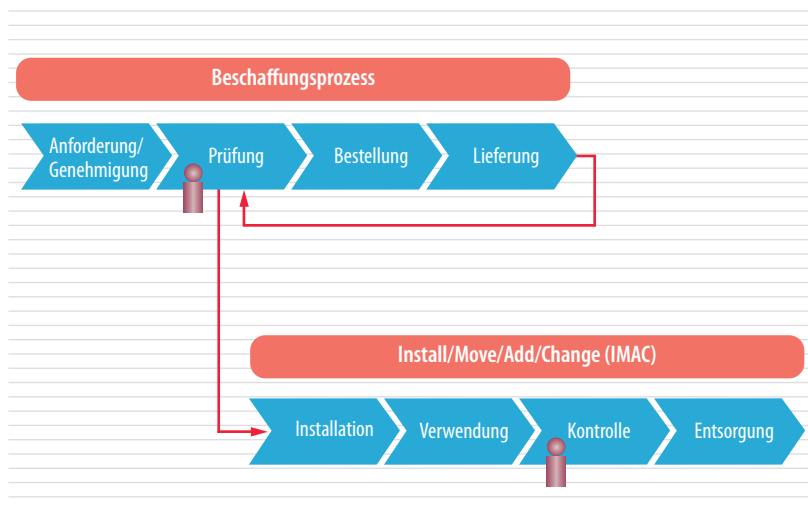 Beschaffungsprozess
Anforderung/
Genehmigung
Prüfung
Bestellung
Lieferung
Install/Move/Add/Change (IMAC)
Installation
Verwendung
Kontrolle
Entsorgung